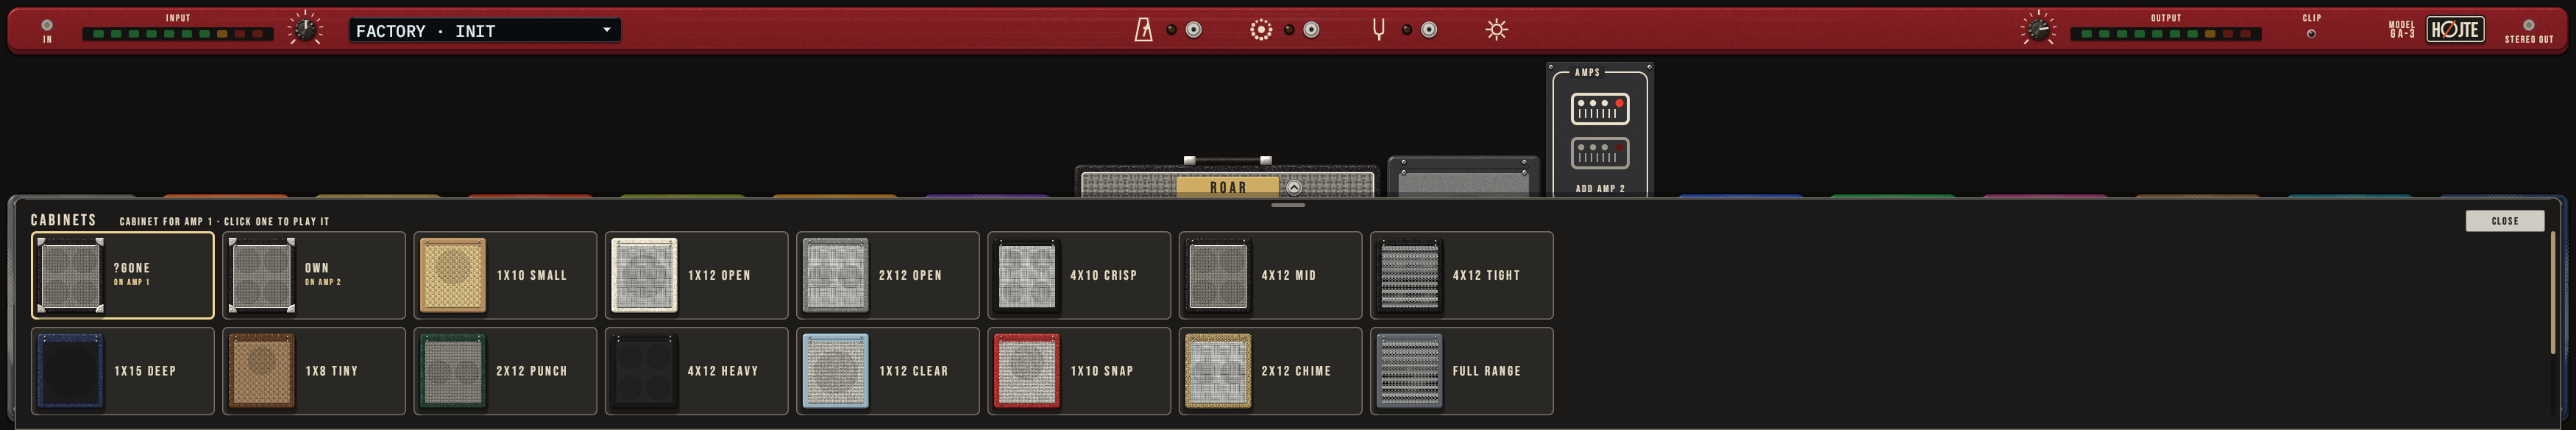 INPUT
IN
FACTORY · INIT
OUTPUT
CLIP
MODEL
GA-3
HØJTE
STEREO OUT
AMPS
ADD AMP 2
ROAR
CABINETS
CABINET FOR AMP 1 · CLICK ONE TO PLAY IT
CLOSE
?GONE
ON AMP 1
OWN
ON AMP 2
1X10 SMALL
1X12 OPEN
2X12 OPEN
4X10 CRISP
4X12 MID
4X12 TIGHT
1X15 DEEP
1X8 TINY
2X12 PUNCH
4X12 HEAVY
1X12 CLEAR
1X10 SNAP
2X12 CHIME
FULL RANGE